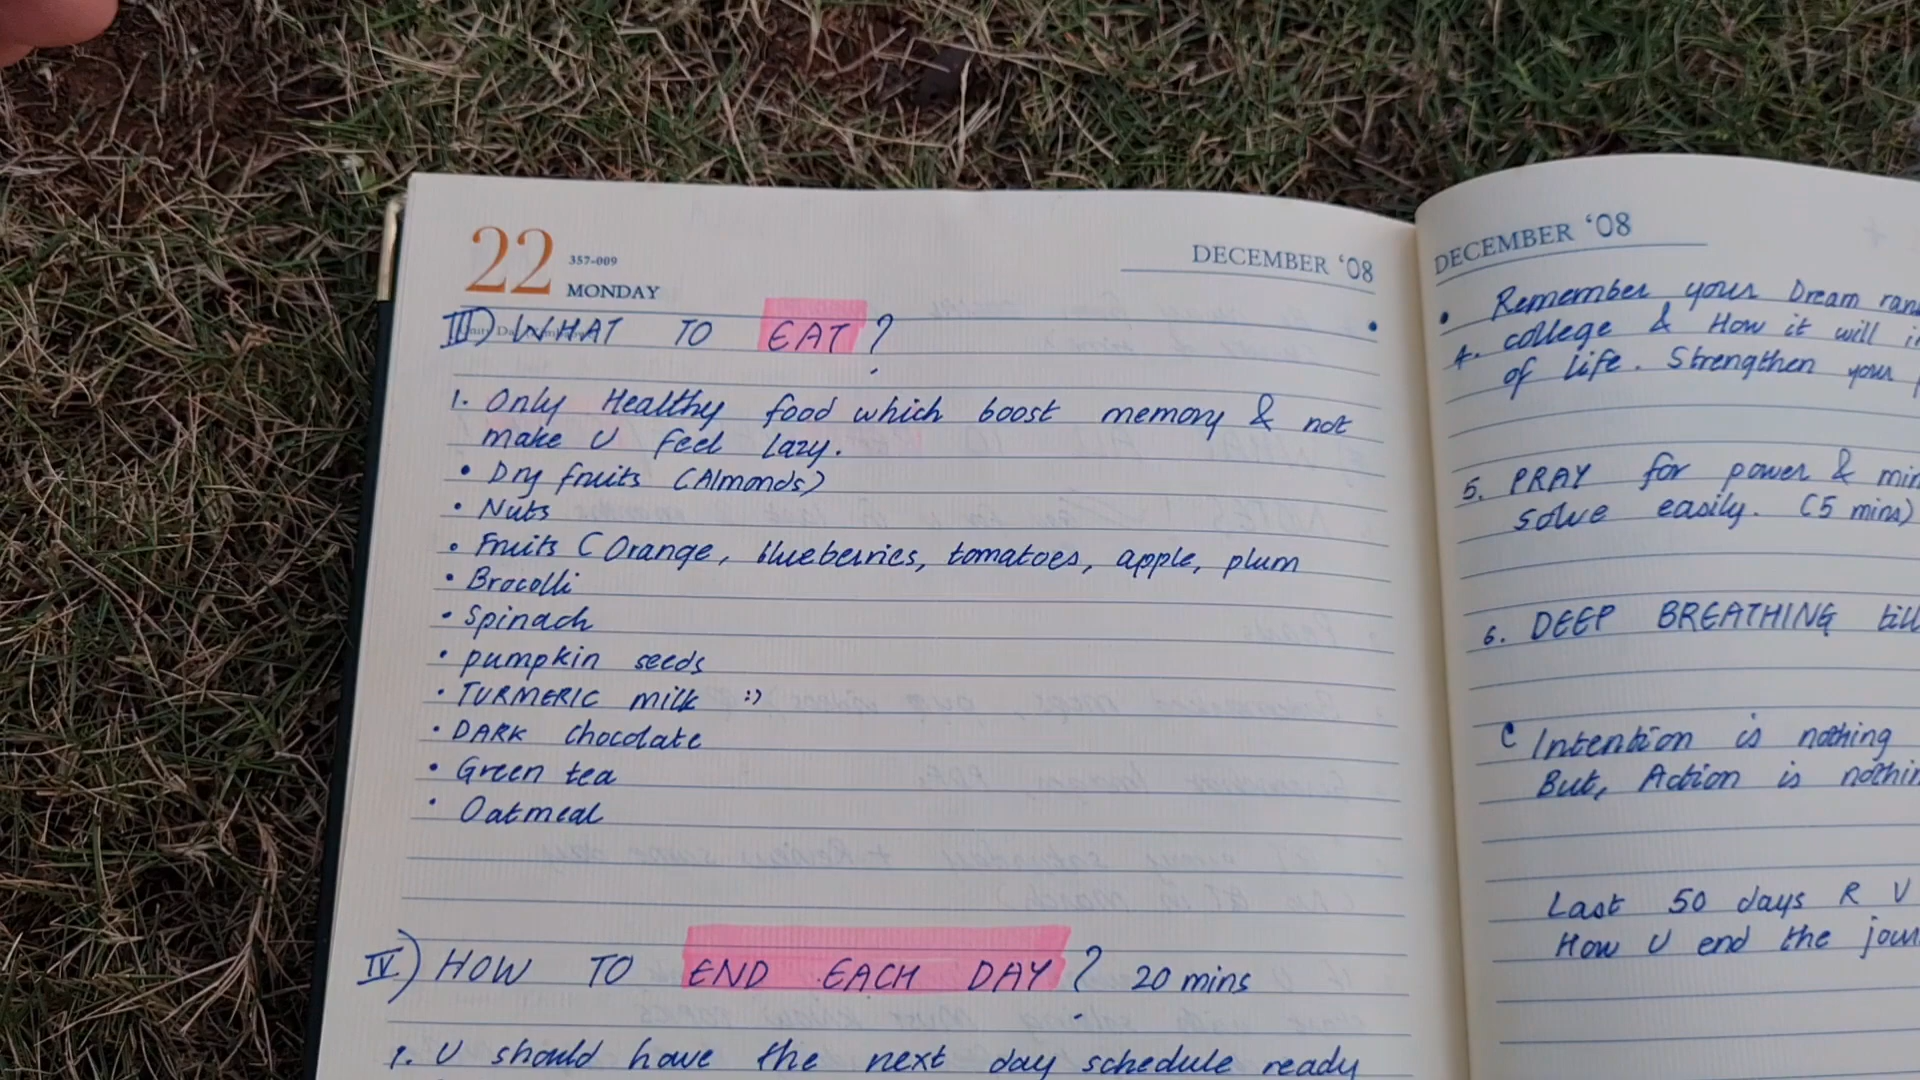 22
357-009
MONDAY
DECEMBER '08
III) WHAT TO EAT ?
1. Only Healthy food which boost memory & not
make U feel lazy.
• Dry fruits (Almonds)
• Nuts
• Fruits (Orange, blueberries, tomatoes, apple, plum
• Brocolli
• Spinach
• pumpkin seeds
• TURMERIC milk :)
• DARK chocolate
• Green tea
• Oatmeal
IV) HOW TO END EACH DAY ? 20 mins
1. U should have the next day schedule ready
DECEMBER '08
• Remember your Dream
4. college & How it will
of life. Strengthen your
5. PRAY for power &
solve easily. (5 mins)
6. DEEP BREATHING
Intention is nothing
But, Action is
Last 50 days R V
How U end the